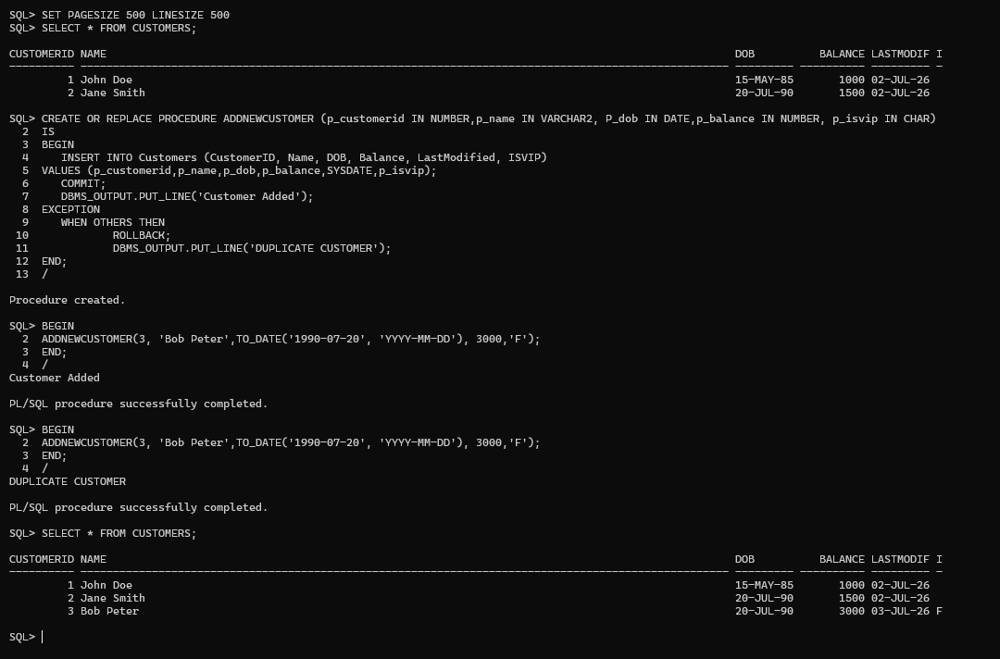 SQL> SET PAGESIZE 500 LINESIZE 500
SQL> SELECT * FROM CUSTOMERS;

CUSTOMERID NAME                                                                                                 DOB          BALANCE LASTMODIF I
---------- ---------------------------------------------------------------------------------------------------- --------- ---------- --------- -
         1 John Doe                                                                                             15-MAY-85       1000 02-JUL-26
         2 Jane Smith                                                                                           20-JUL-90       1500 02-JUL-26

SQL> CREATE OR REPLACE PROCEDURE ADDNEWCUSTOMER (p_customerid IN NUMBER,p_name IN VARCHAR2, P_dob IN DATE,p_balance IN NUMBER, p_isvip IN CHAR)
  2  IS
  3  BEGIN
  4     INSERT INTO Customers (CustomerID, Name, DOB, Balance, LastModified, ISVIP)
  5  VALUES (p_customerid,p_name,p_dob,p_balance,SYSDATE,p_isvip);
  6     COMMIT;
  7     DBMS_OUTPUT.PUT_LINE('Customer Added');
  8  EXCEPTION
  9     WHEN OTHERS THEN
 10             ROLLBACK;
 11             DBMS_OUTPUT.PUT_LINE('DUPLICATE CUSTOMER');
 12  END;
 13  /

Procedure created.

SQL> BEGIN
  2  ADDNEWCUSTOMER(3, 'Bob Peter',TO_DATE('1990-07-20', 'YYYY-MM-DD'), 3000,'F');
  3  END;
  4  /
Customer Added

PL/SQL procedure successfully completed.

SQL> BEGIN
  2  ADDNEWCUSTOMER(3, 'Bob Peter',TO_DATE('1990-07-20', 'YYYY-MM-DD'), 3000,'F');
  3  END;
  4  /
DUPLICATE CUSTOMER

PL/SQL procedure successfully completed.

SQL> SELECT * FROM CUSTOMERS;

CUSTOMERID NAME                                                                                                 DOB          BALANCE LASTMODIF I
---------- ---------------------------------------------------------------------------------------------------- --------- ---------- --------- -
         1 John Doe                                                                                             15-MAY-85       1000 02-JUL-26
         2 Jane Smith                                                                                           20-JUL-90       1500 02-JUL-26
         3 Bob Peter                                                                                            20-JUL-90       3000 03-JUL-26 F

SQL>